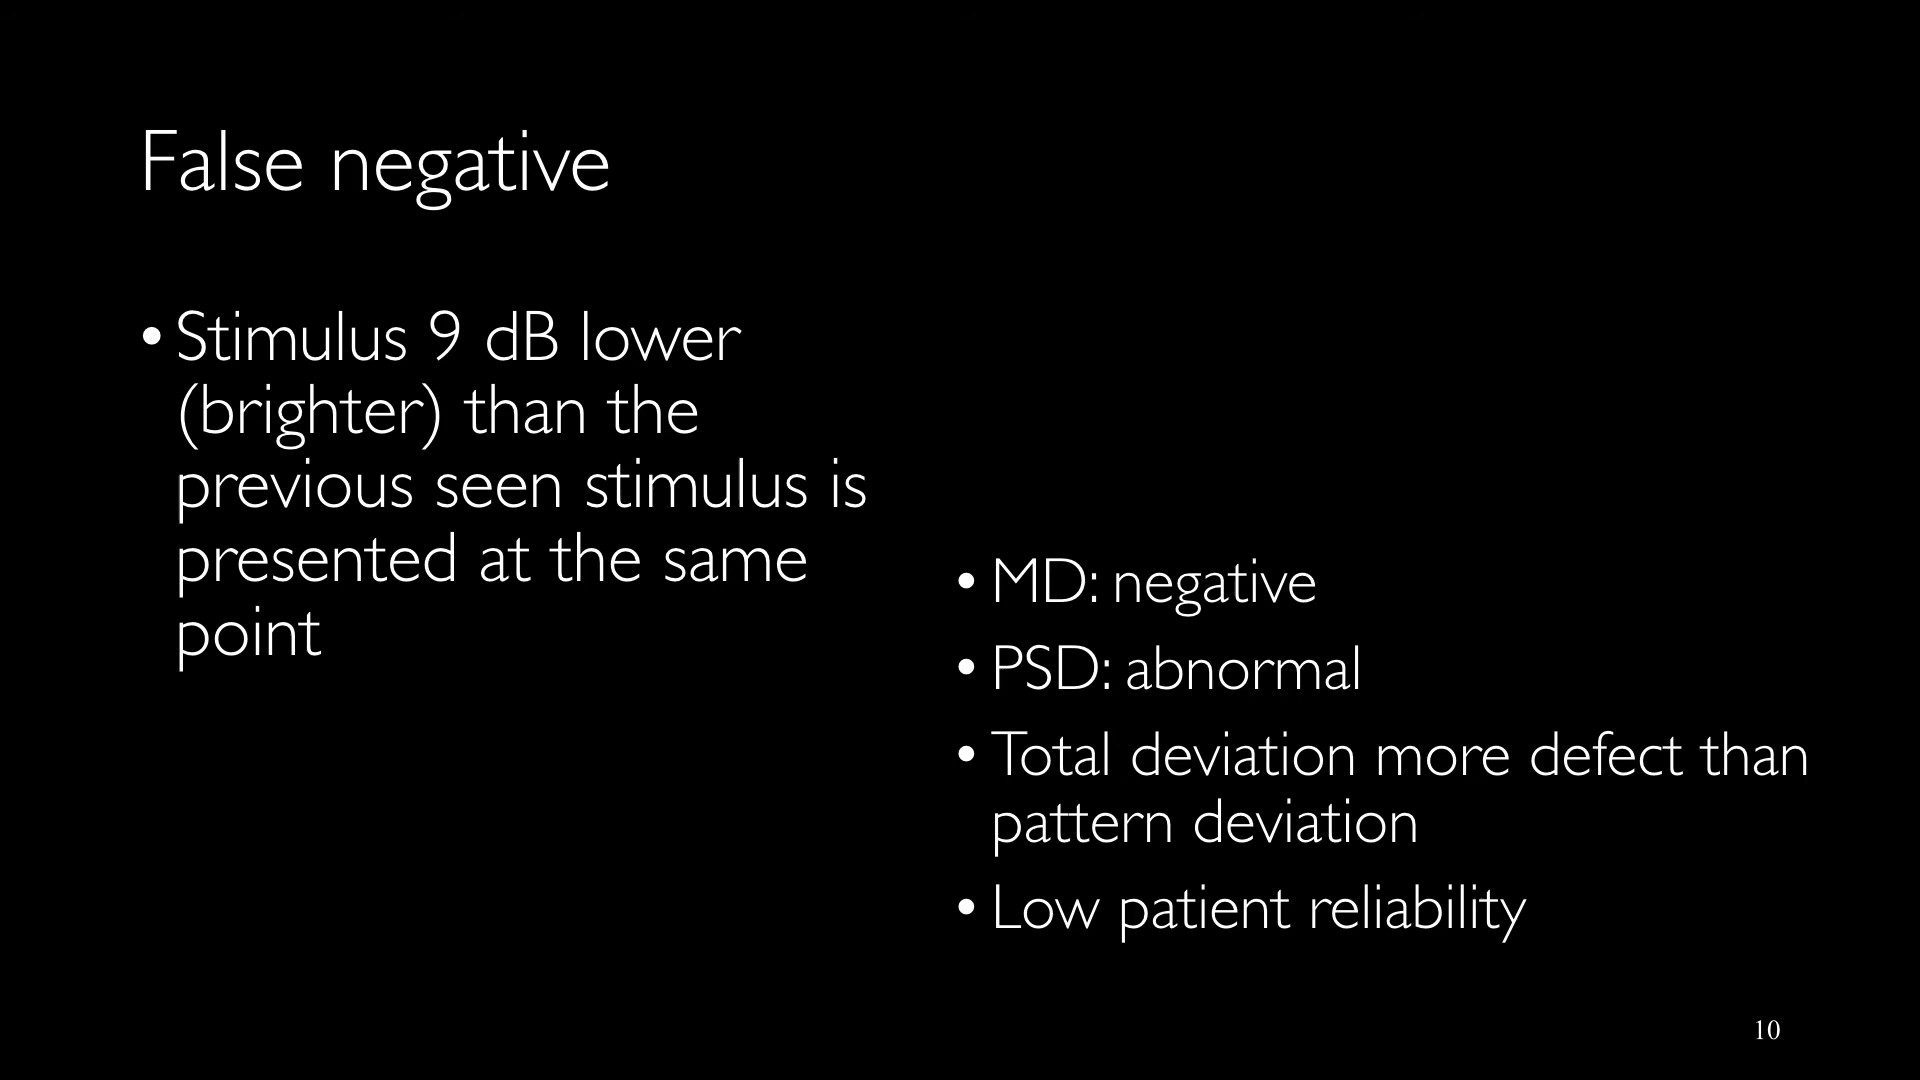 False negative
• Stimulus 9 dB lower
(brighter) than the
previous seen stimulus is
presented at the same
point
• MD: negative
• PSD: abnormal
• Total deviation more defect than
pattern deviation
• Low patient reliability
10